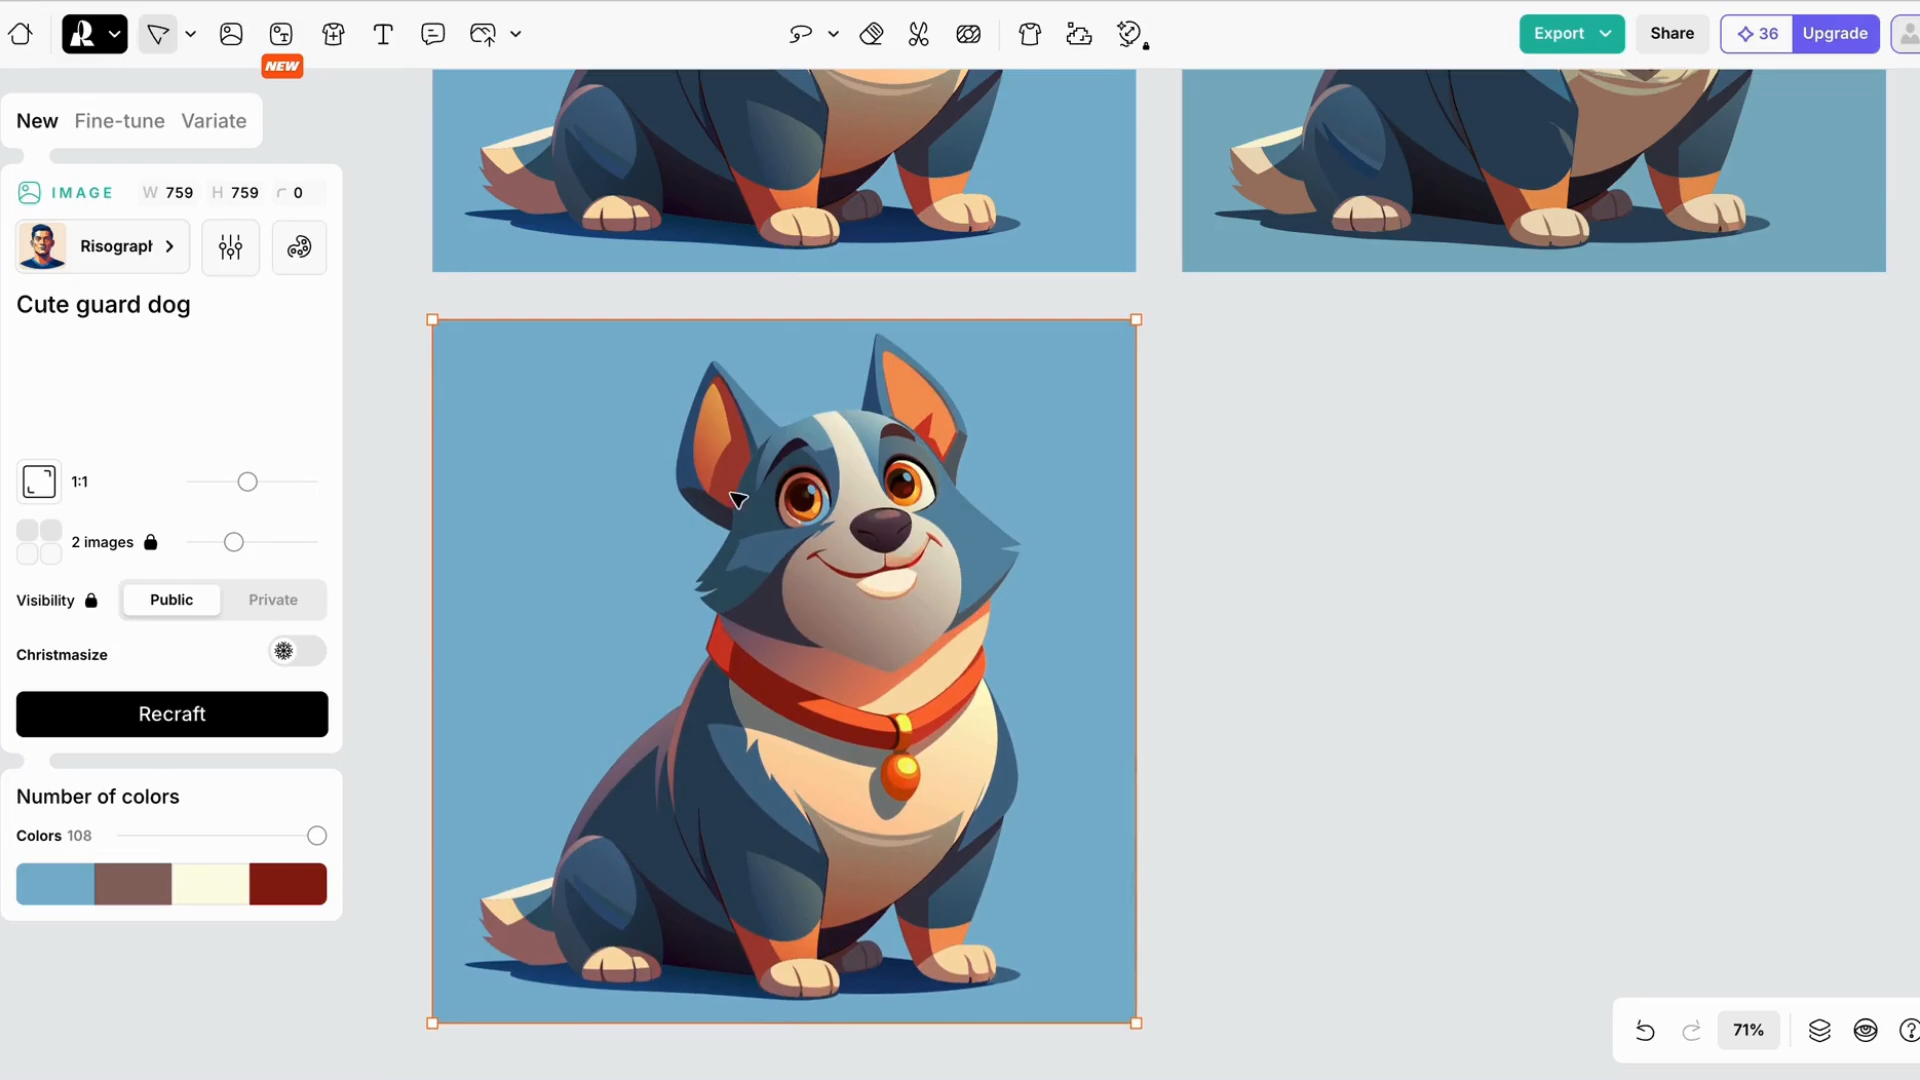 Export
Share
36
Upgrade
NEW
New
Fine-tune
Variate
IMAGE
W 759
H 759
0
Risograph
Cute guard dog
1:1
2 images
Visibility
Public
Private
Christmasize
Recraft
Number of colors
Colors 108
71%